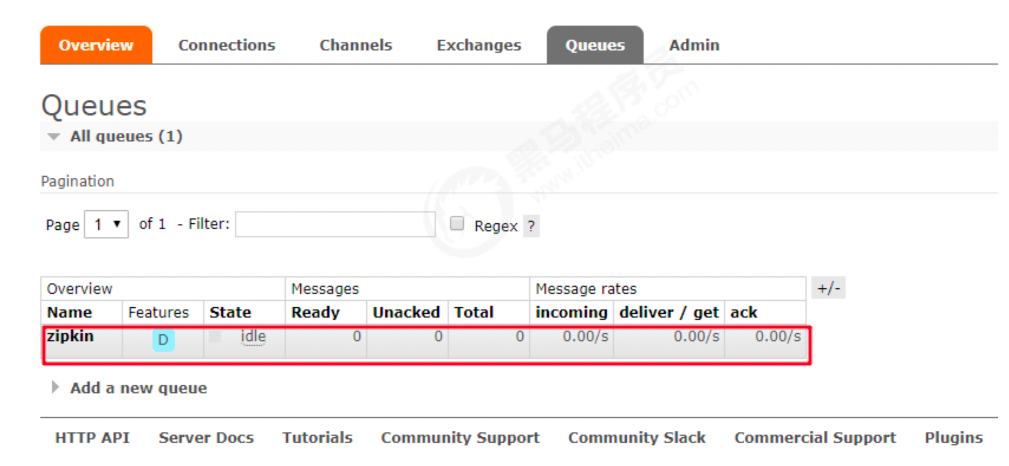 Overview Connections Channels Exchanges Queues Admin
Queues
All queues (1)
Pagination
Page 1 of 1 - Filter: Regex ?
Overview Messages Message rates +/-
Name Features State Ready Unacked Total incoming deliver / get ack
zipkin D idle 0 0 0 0.00/s 0.00/s 0.00/s
Add a new queue
HTTP API Server Docs Tutorials Community Support Community Slack Commercial Support Plugins
黑马程序员
www.itheima.com